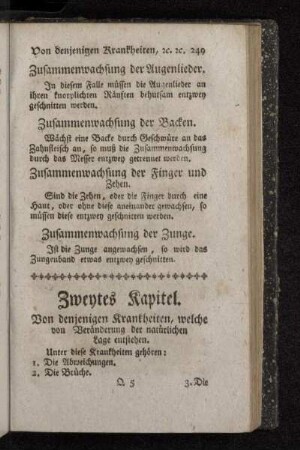 Von denjenigen Krankheiten, ꝛc. ꝛc. 249
Zusammenwachsung der Augenlieder.
In diesem Falle müssen die Augenlieder an
ihren knorplichten Ränften behutsam entzwey
geschnitten werden.
Zusammenwachsung der Backen.
Wächst eine Backe durch Geschwüre an das
Zahnfleisch an, so muß die Zusammenwachsung
durch das Messer entzwey getrennet werden.
Zusammenwachsung der Finger und
Zehen.
Sind die Zehen, oder die Finger durch eine
Haut, oder ohne diese aneinander gewachsen, so
müssen diese entzwey geschnitten werden.
Zusammenwachsung der Zunge.
Ist die Zunge angewachsen, so wird das
Zungenband etwas entzwey geschnitten.
Zweytes Kapitel.
Von denjenigen Krankheiten, welche
von Veränderung der natürlichen
Lage entstehen.
Unter diese Krankheiten gehören:
1. Die Abweichungen.
2. Die Brüche.
Q 5 3. Die